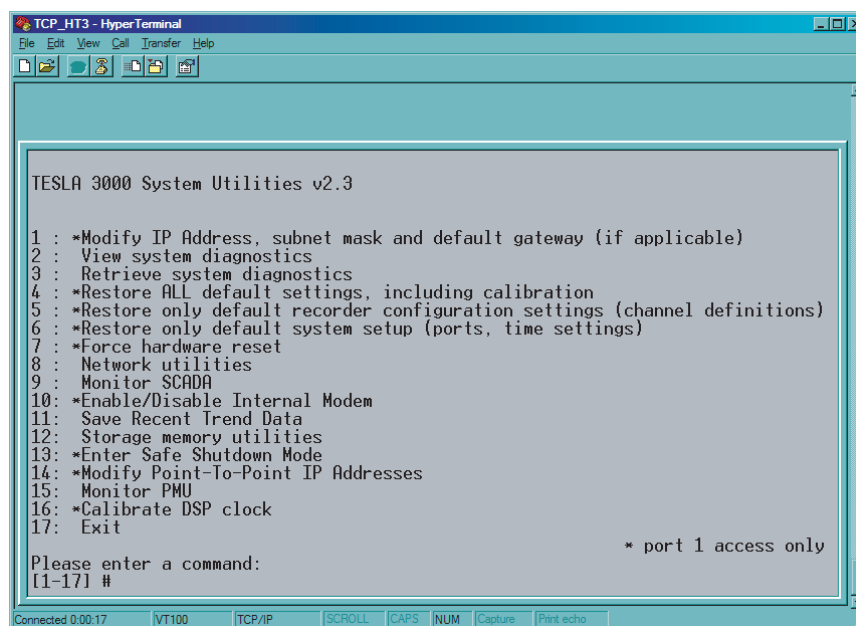 TCP_HT3 - HyperTerminal
File Edit View Call Transfer Help
TESLA 3000 System Utilities v2.3
1 : *Modify IP Address, subnet mask and default gateway (if applicable)
2 :  View system diagnostics
3 :  Retrieve system diagnostics
4 : *Restore ALL default settings, including calibration
5 : *Restore only default recorder configuration settings (channel definitions)
6 : *Restore only default system setup (ports, time settings)
7 : *Force hardware reset
8 :  Network utilities
9 :  Monitor SCADA
10: *Enable/Disable Internal Modem
11:  Save Recent Trend Data
12:  Storage memory utilities
13: *Enter Safe Shutdown Mode
14: *Modify Point-To-Point IP Addresses
15:  Monitor PMU
16: *Calibrate DSP clock
17:  Exit
* port 1 access only
Please enter a command:
[1-17] #
Connected 0:00:17 VT100 TCP/IP SCROLL CAPS NUM Capture Print echo